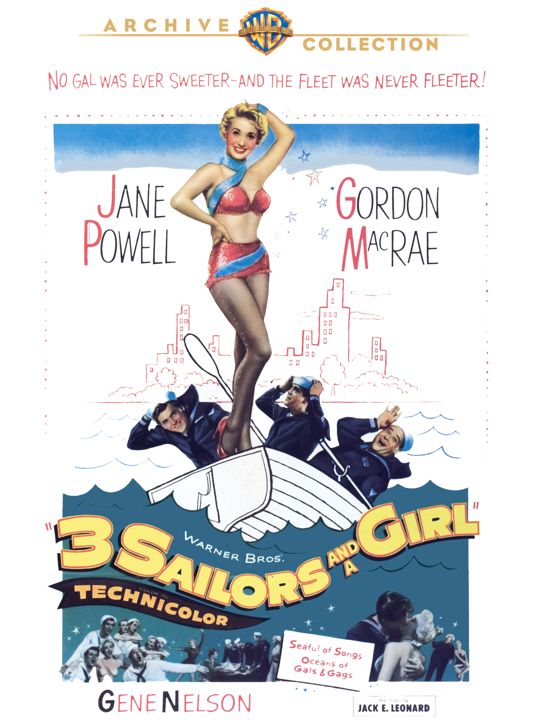 ARCHIVE WB COLLECTION
NO GAL WAS EVER SWEETER—AND THE FLEET WAS NEVER FLEETER!
JANE POWELL
GORDON MACRAE
WARNER BROS'.
"3 SAILORS AND A GIRL"
TECHNICOLOR
Seaful of Songs
Oceans of
Gals & Gags
GENE NELSON
JACK E. LEONARD